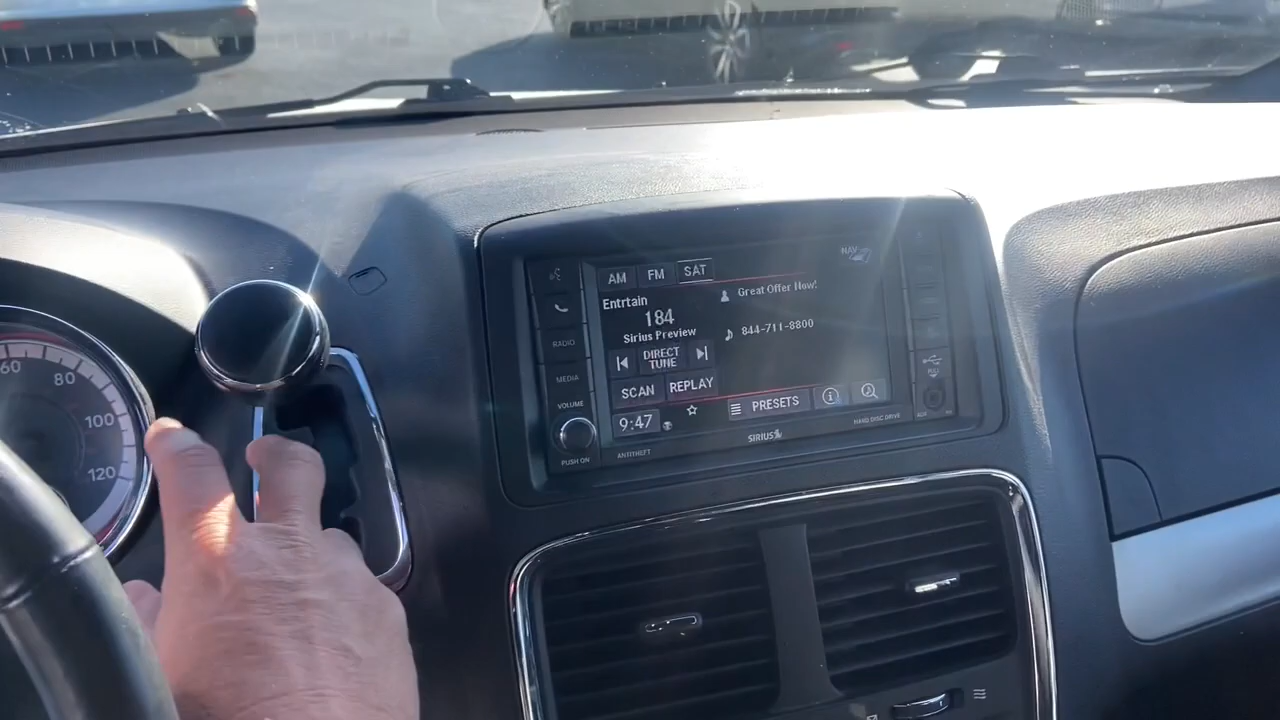 60
80
100
120
RADIO
MEDIA
VOLUME
PUSH ON
AM FM SAT
Entrtain
184
Sirius Preview
DIRECT
TUNE
SCAN REPLAY
9:47
PRESETS
Great Offer Now!
844-711-8800
NAV
ANTITHEFT
SIRIUS
HARD DISC DRIVE
PULL